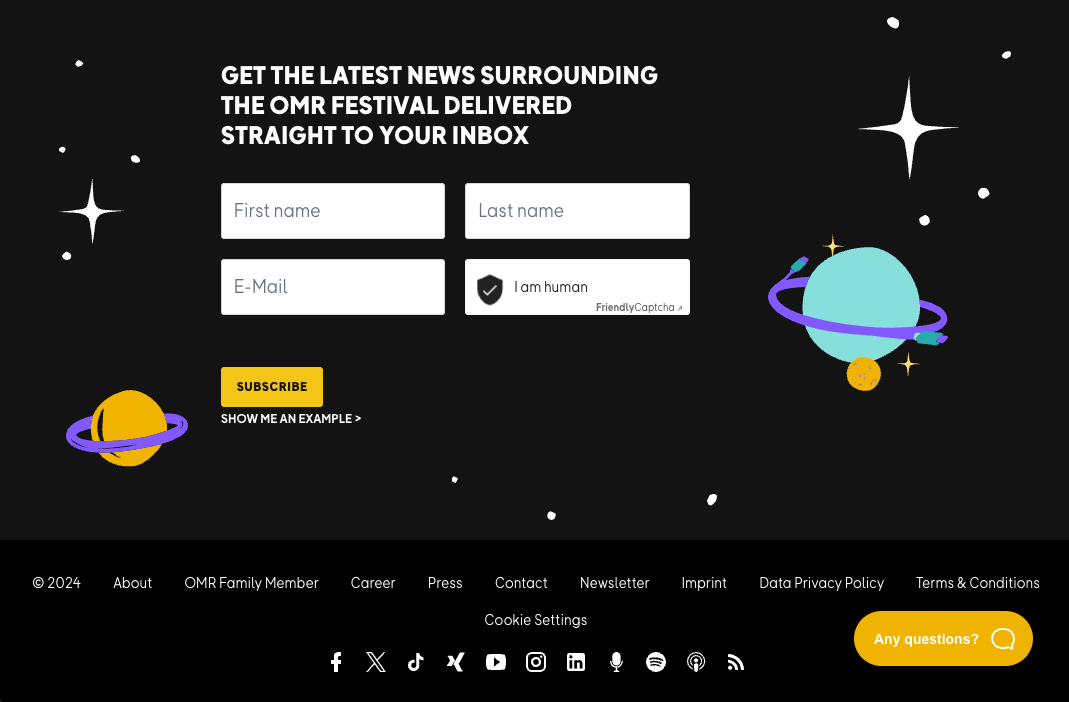 GET THE LATEST NEWS SURROUNDING
THE OMR FESTIVAL DELIVERED
STRAIGHT TO YOUR INBOX
First name
Last name
E-Mail
I am human
FriendlyCaptcha ⇗
SUBSCRIBE
SHOW ME AN EXAMPLE >
© 2024 About OMR Family Member Career Press Contact Newsletter Imprint Data Privacy Policy Terms & Conditions
Cookie Settings
Any questions?